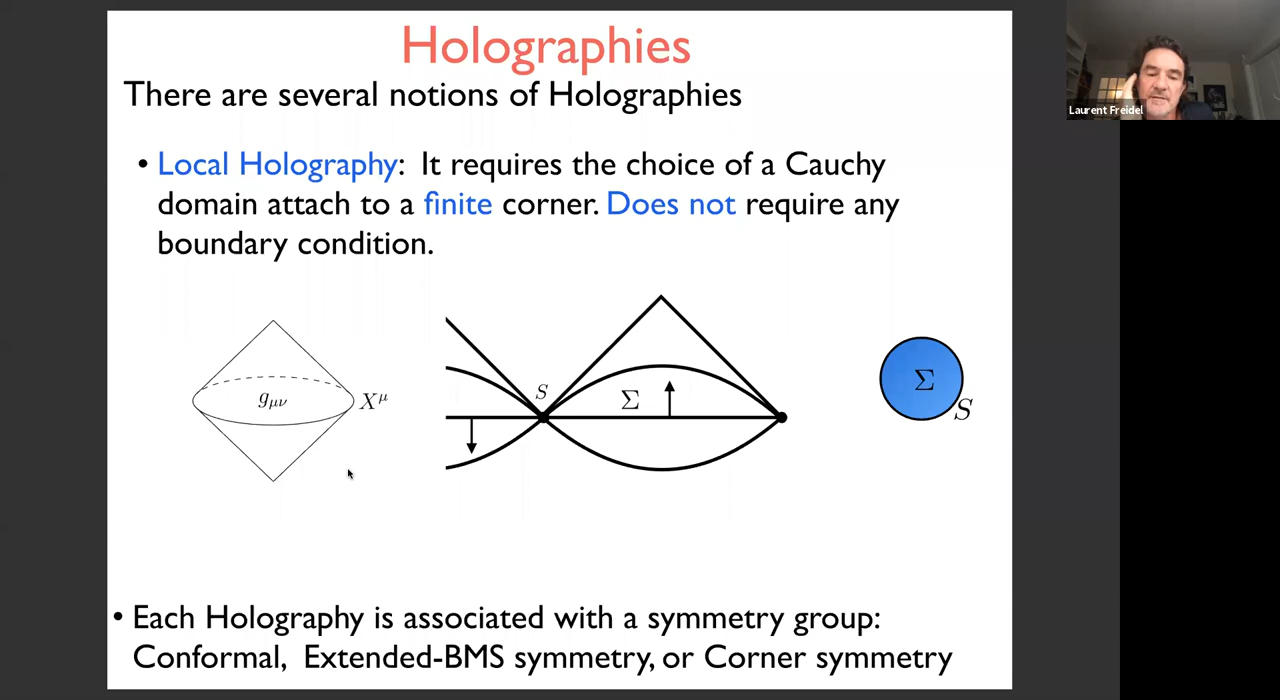 Holographies
There are several notions of Holographies
• Local Holography: It requires the choice of a Cauchy
domain attach to a finite corner. Does not require any
boundary condition.
gμν
Xμ
S
Σ
Σ
S
• Each Holography is associated with a symmetry group:
Conformal, Extended-BMS symmetry, or Corner symmetry
Laurent Freidel